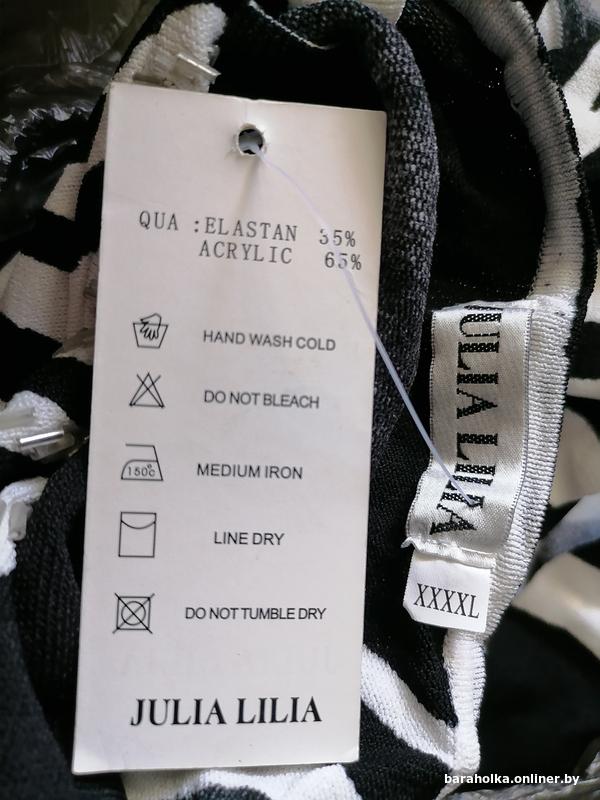 QUA :ELASTAN 35%
ACRYLIC 65%
HAND WASH COLD
DO NOT BLEACH
150°c
MEDIUM IRON
LINE DRY
DO NOT TUMBLE DRY
JULIA LILIA
JULIA LILIA
XXXXL
baraholka.onliner.by